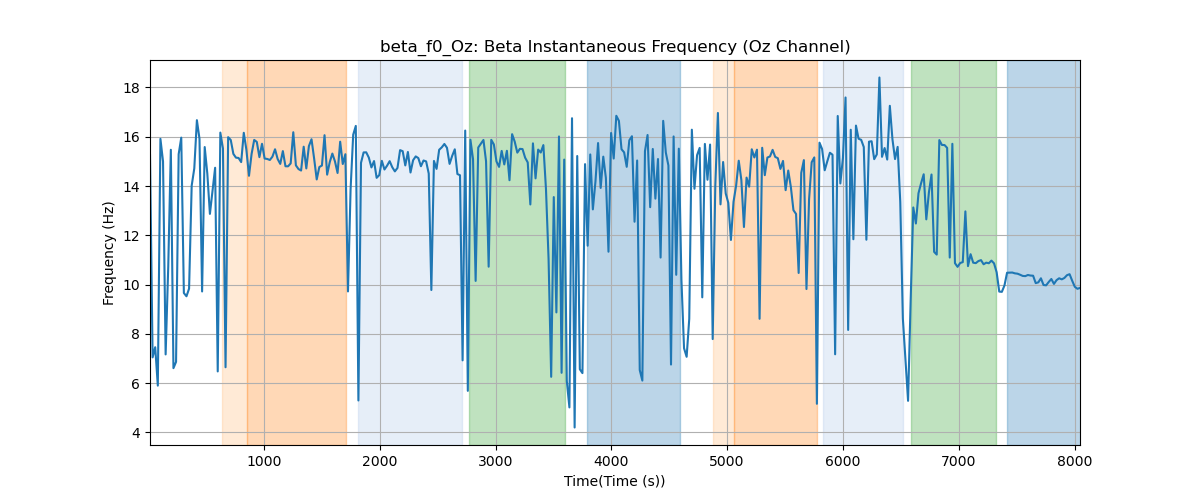 beta_f0_Oz: Beta Instantaneous Frequency (Oz Channel)
Frequency (Hz)
18
16
14
12
10
8
6
4
1000 2000 3000 4000 5000 6000 7000 8000
Time(Time (s))